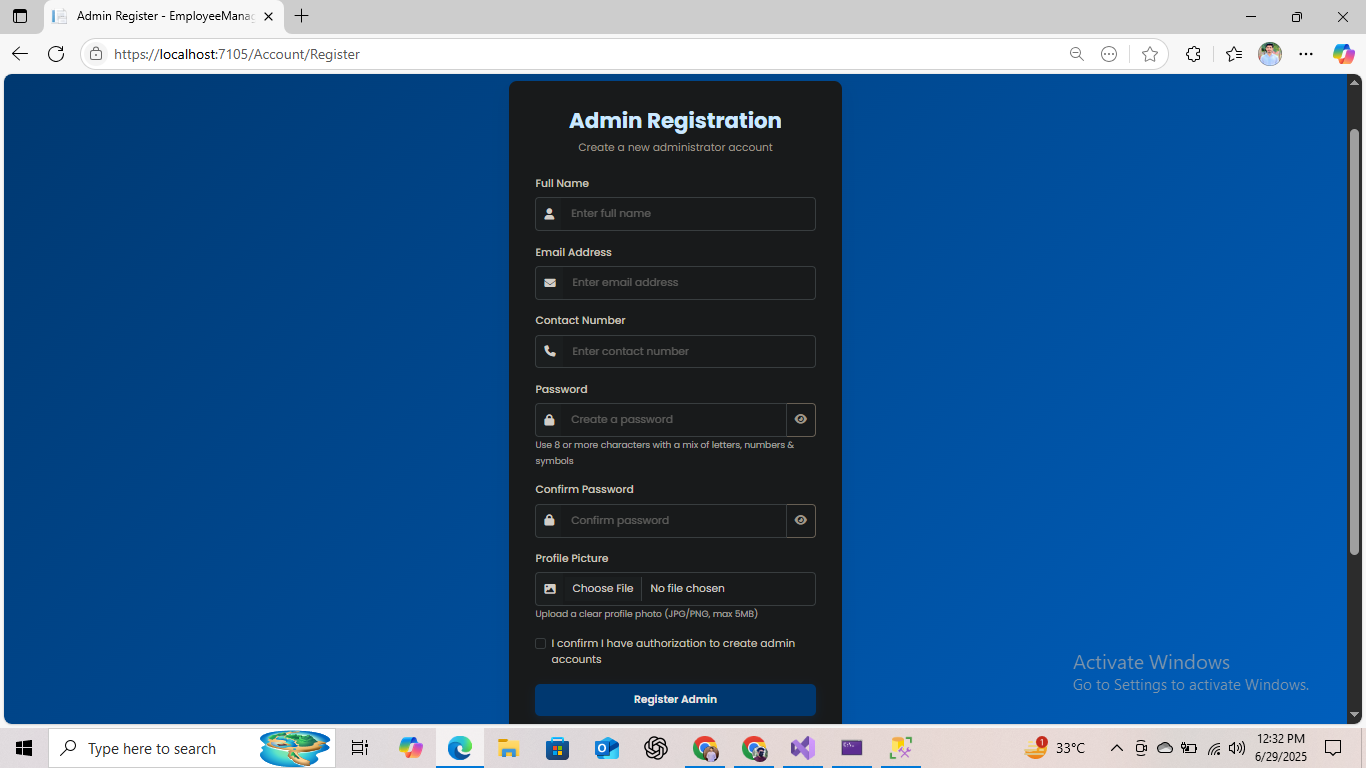 Admin Register - EmployeeManag
https://localhost:7105/Account/Register
Admin Registration
Create a new administrator account
Full Name
Enter full name
Email Address
Enter email address
Contact Number
Enter contact number
Password
Create a password
Use 8 or more characters with a mix of letters, numbers &
symbols
Confirm Password
Confirm password
Profile Picture
Choose File No file chosen
Upload a clear profile photo (JPG/PNG, max 5MB)
I confirm I have authorization to create admin
accounts
Register Admin
Activate Windows
Go to Settings to activate Windows.
Type here to search
1
33°C
12:32 PM
6/29/2025